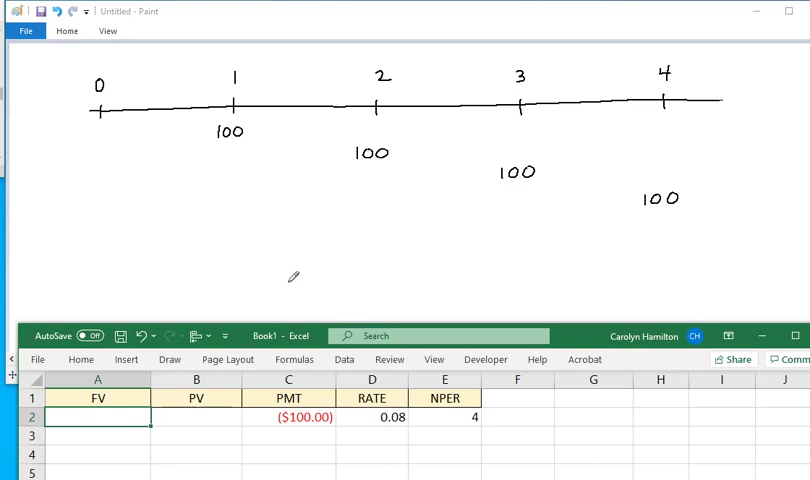 Untitled - Paint
File Home View
0 1 2 3 4
100
100
100
100
AutoSave Off Book1 - Excel Search Carolyn Hamilton CH
File Home Insert Draw Page Layout Formulas Data Review View Developer Help Acrobat Share Comm
A B C D E F G H I J
1 FV PV PMT RATE NPER
2 ($100.00) 0.08 4
3
4
5